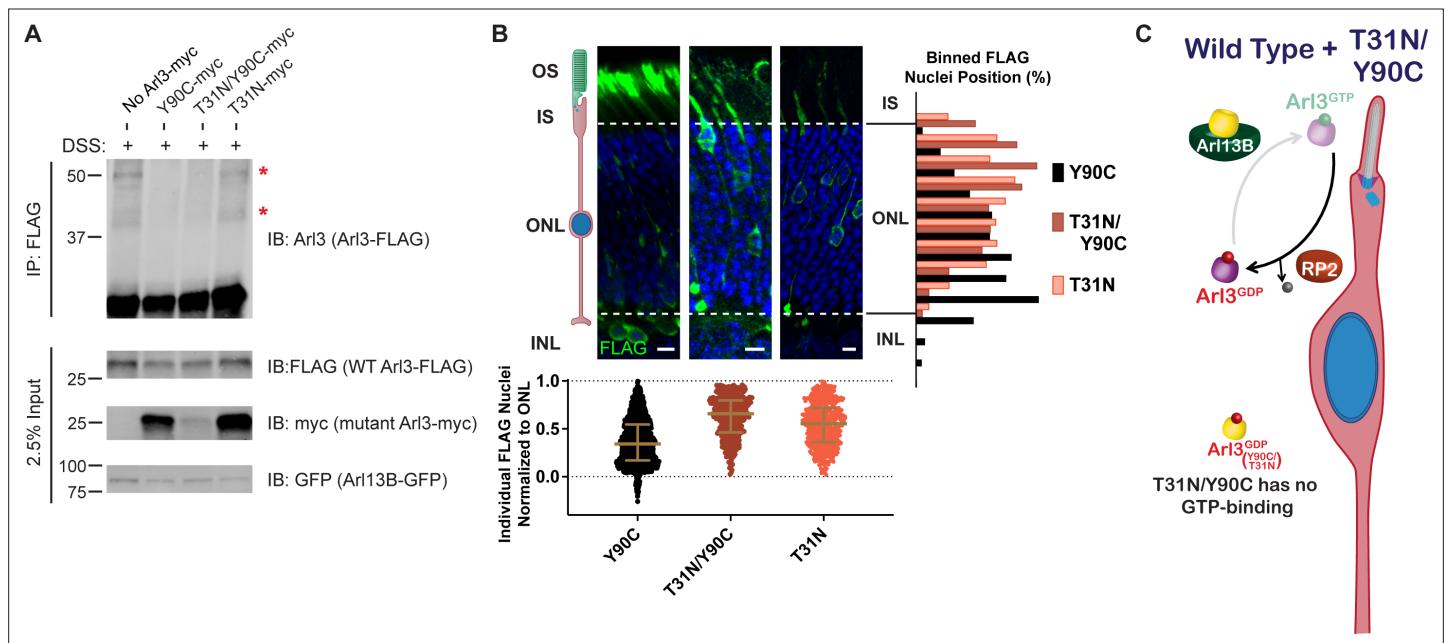 A
No Arl3-myc
Y90C-myc
T31N/Y90C-myc
T31N-myc
DSS: + + + +
IP: FLAG
50
*
*
37
IB: Arl3 (Arl3-FLAG)
2.5% Input
IB:FLAG (WT Arl3-FLAG)
25
25
IB: myc (mutant Arl3-myc)
100
75
IB: GFP (Arl13B-GFP)
B
OS
IS
ONL
INL
FLAG
Binned FLAG
Nuclei Position (%)
IS
ONL
INL
Y90C
T31N/
Y90C
T31N
Individual FLAG Nuclei
Normalized to ONL
1.0
0.5
0.0
Y90C
T31N/Y90C
T31N
C
Wild Type + T31N/
Y90C
Arl3GTP
Arl13B
RP2
Arl3GDP
Arl3GDP
(Y90C/
T31N)
T31N/Y90C has no
GTP-binding